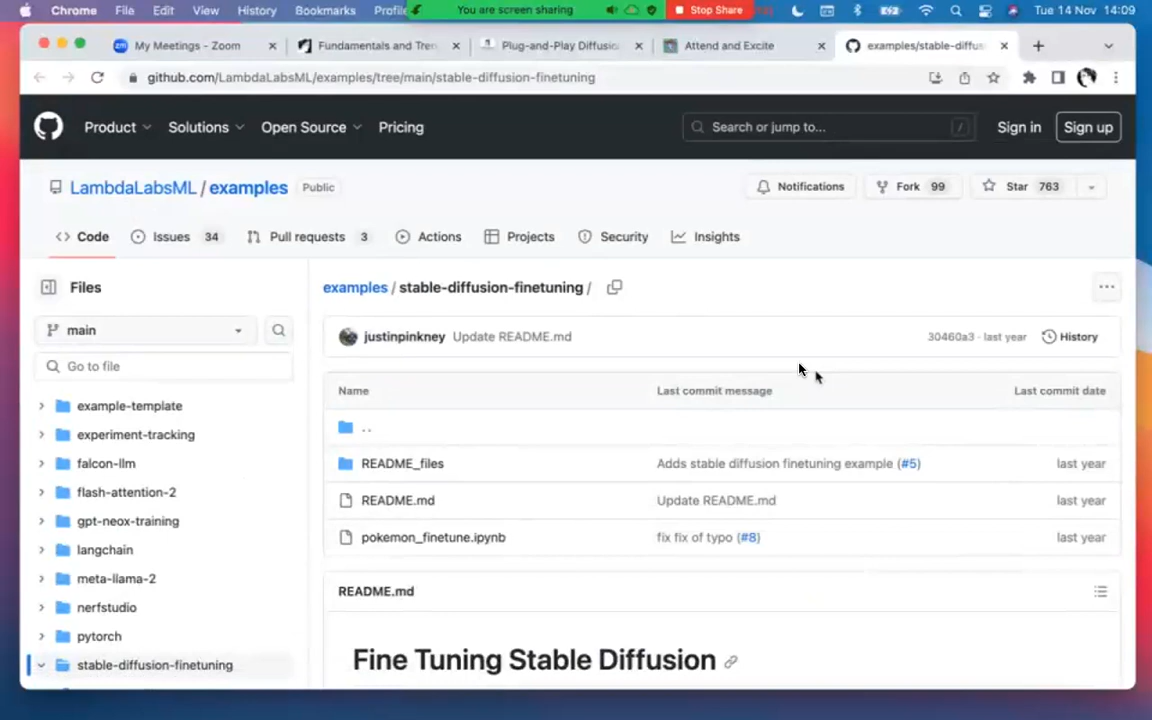 Chrome File Edit View History Bookmarks Profile You are screen sharing Stop Share Tue 14 Nov 14:09
My Meetings - Zoom Fundamentals and Tre Plug-and-Play Diffusio Attend and Excite examples/stable-diffus
github.com/LambdaLabsML/examples/tree/main/stable-diffusion-finetuning
Product Solutions Open Source Pricing Search or jump to... / Sign in Sign up
LambdaLabsML / examples Public Notifications Fork 99 Star 763
<> Code Issues 34 Pull requests 3 Actions Projects Security Insights
Files
main
Go to file
example-template
experiment-tracking
falcon-llm
flash-attention-2
gpt-neox-training
langchain
meta-llama-2
nerfstudio
pytorch
stable-diffusion-finetuning
examples / stable-diffusion-finetuning /
justinpinkney Update README.md 30460a3 · last year History
Name Last commit message Last commit date
..
README_files Adds stable diffusion finetuning example (#5) last year
README.md Update README.md last year
pokemon_finetune.ipynb fix fix of typo (#8) last year
README.md
Fine Tuning Stable Diffusion